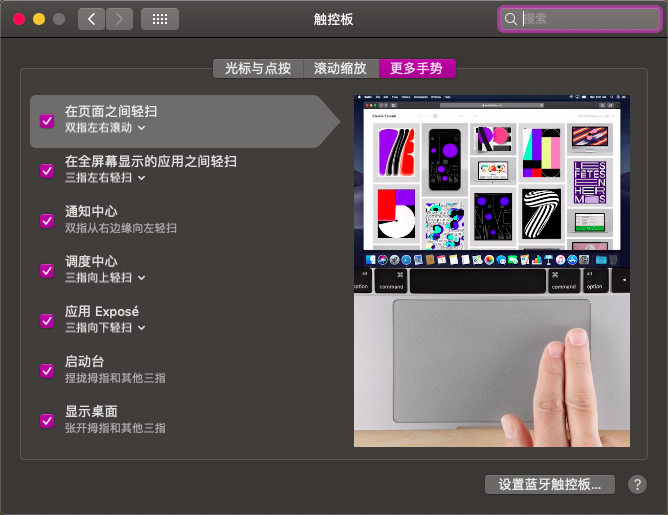 触控板
搜索
光标与点按
滚动缩放
更多手势
在页面之间轻扫
双指左右滚动
在全屏幕显示的应用之间轻扫
三指左右轻扫
通知中心
双指从右边缘向左轻扫
调度中心
三指向上轻扫
应用 Exposé
三指向下轻扫
启动台
捏拢拇指和其他三指
显示桌面
张开拇指和其他三指
LES
FÊTES
EN
HERMS
alt
option
⌘
command
⌘
command
alt
option
设置蓝牙触控板...
?